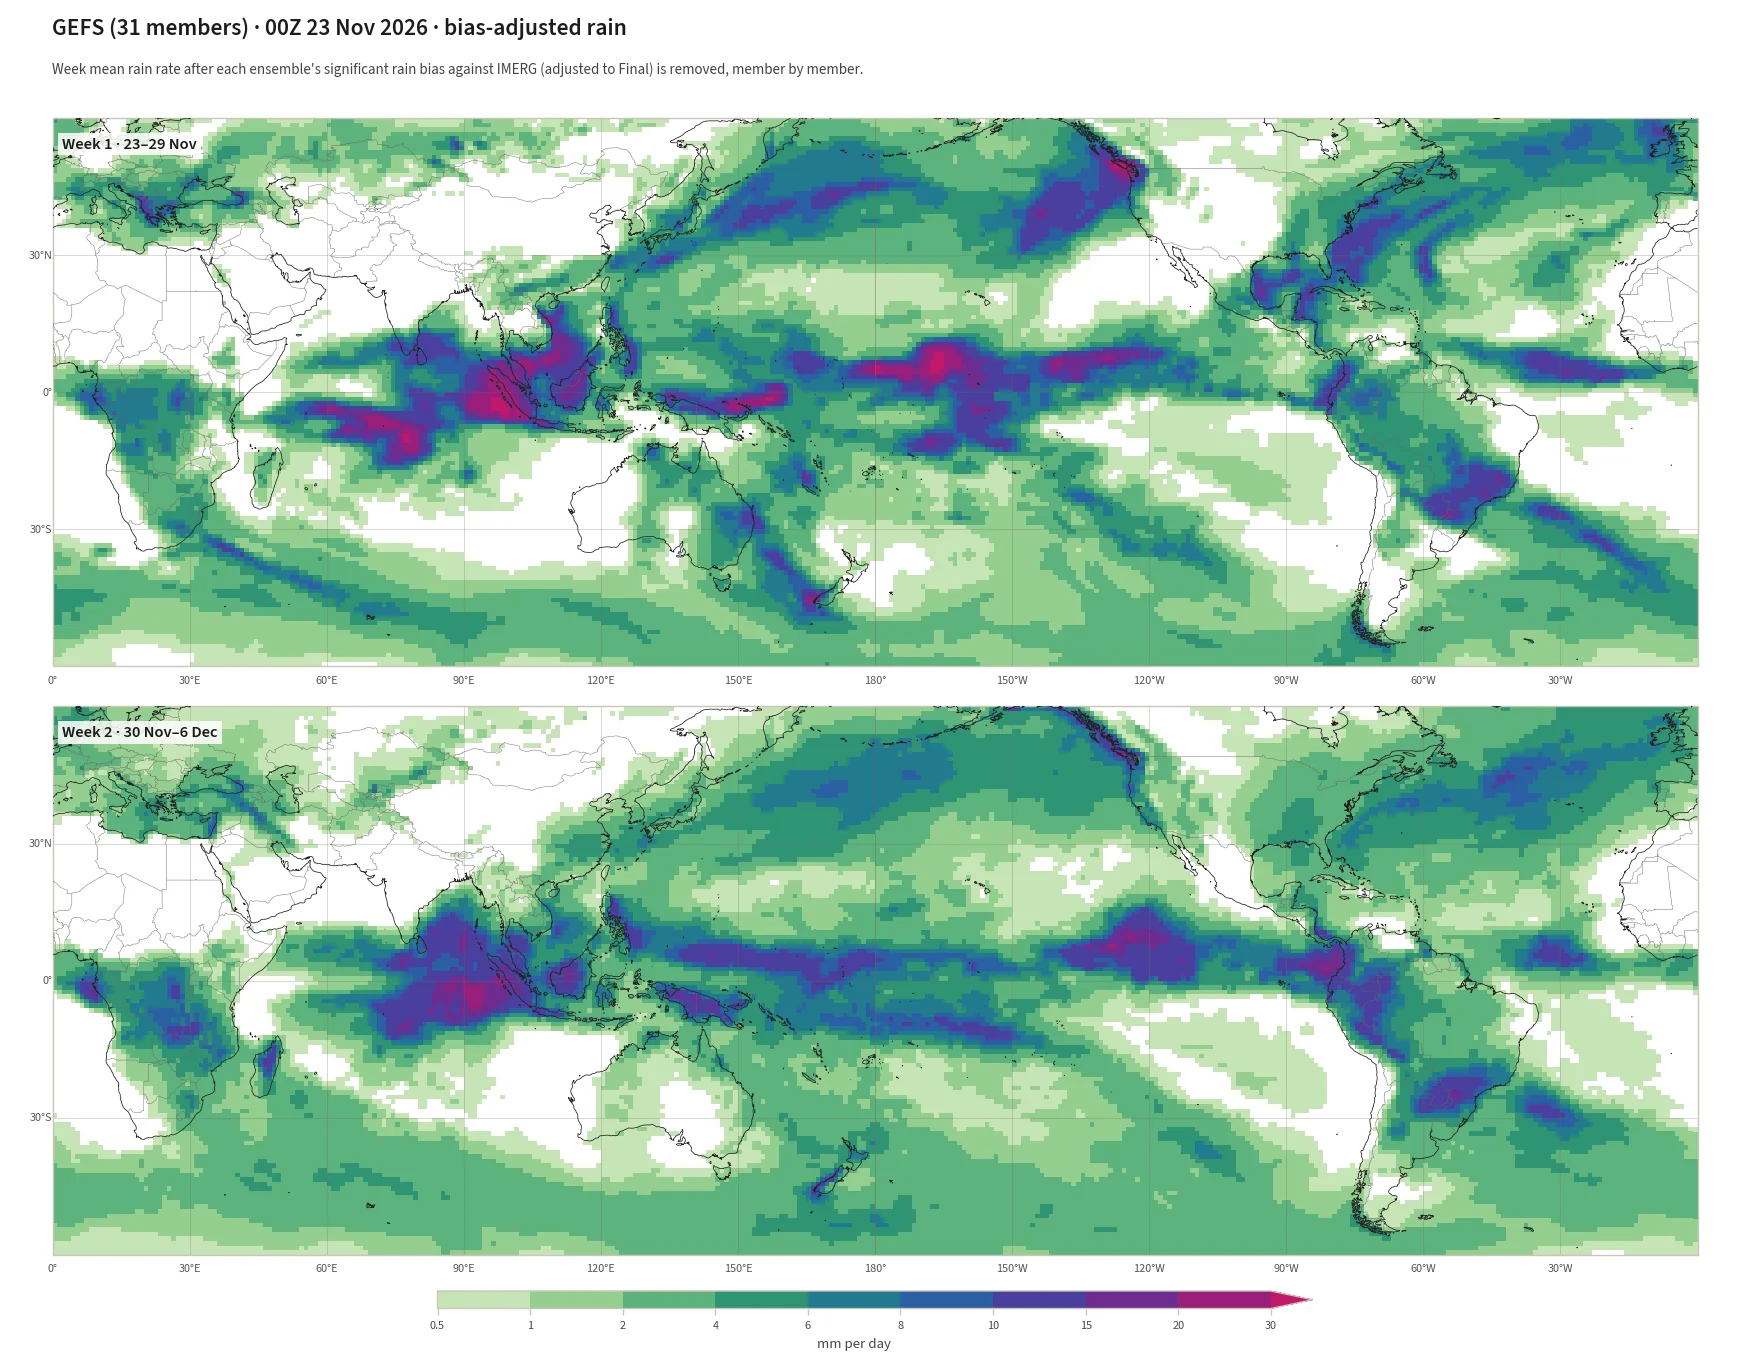 GEFS (31 members) · 00Z 23 Nov 2026 · bias-adjusted rain
Week mean rain rate after each ensemble's significant rain bias against IMERG (adjusted to Final) is removed, member by member.
Week 1 · 23–29 Nov
30°N
0°
30°S
0° 30°E 60°E 90°E 120°E 150°E 180° 150°W 120°W 90°W 60°W 30°W
Week 2 · 30 Nov–6 Dec
30°N
0°
30°S
0° 30°E 60°E 90°E 120°E 150°E 180° 150°W 120°W 90°W 60°W 30°W
0.5 1 2 4 6 8 10 15 20 30
mm per day